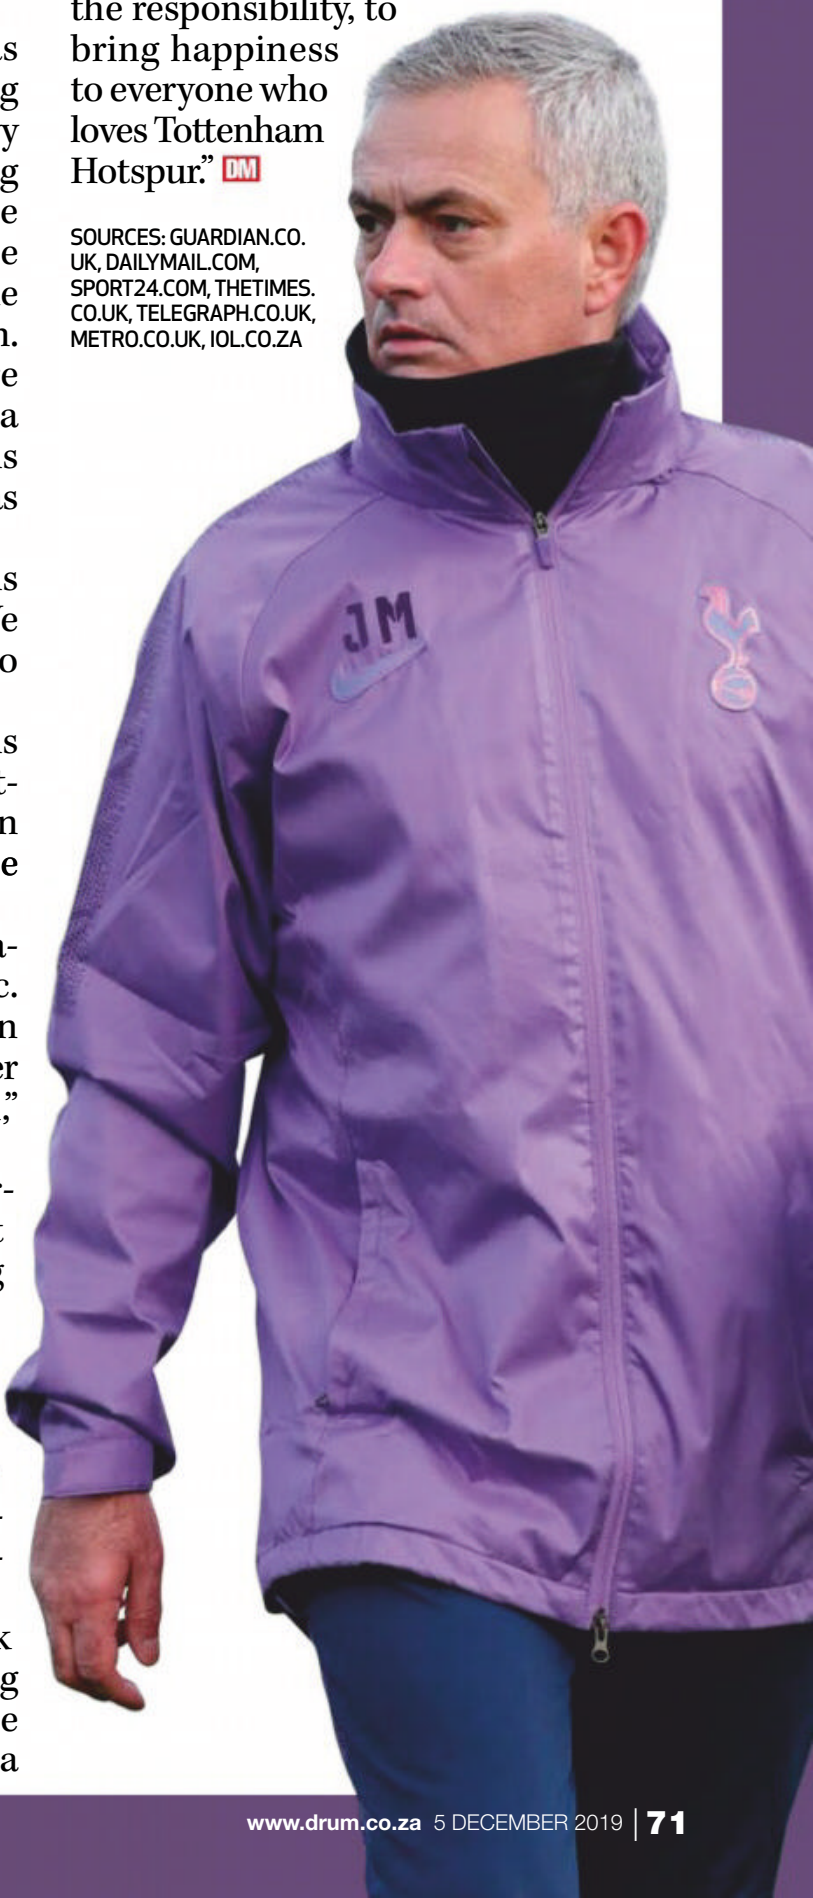 the responsibility, to
bring happiness
to everyone who
loves Tottenham
Hotspur.” DM
SOURCES: GUARDIAN.CO.
UK, DAILYMAIL.COM,
SPORT24.COM, THETIMES.
CO.UK, TELEGRAPH.CO.UK,
METRO.CO.UK, IOL.CO.ZA
JM
www.drum.co.za 5 DECEMBER 2019 | 71